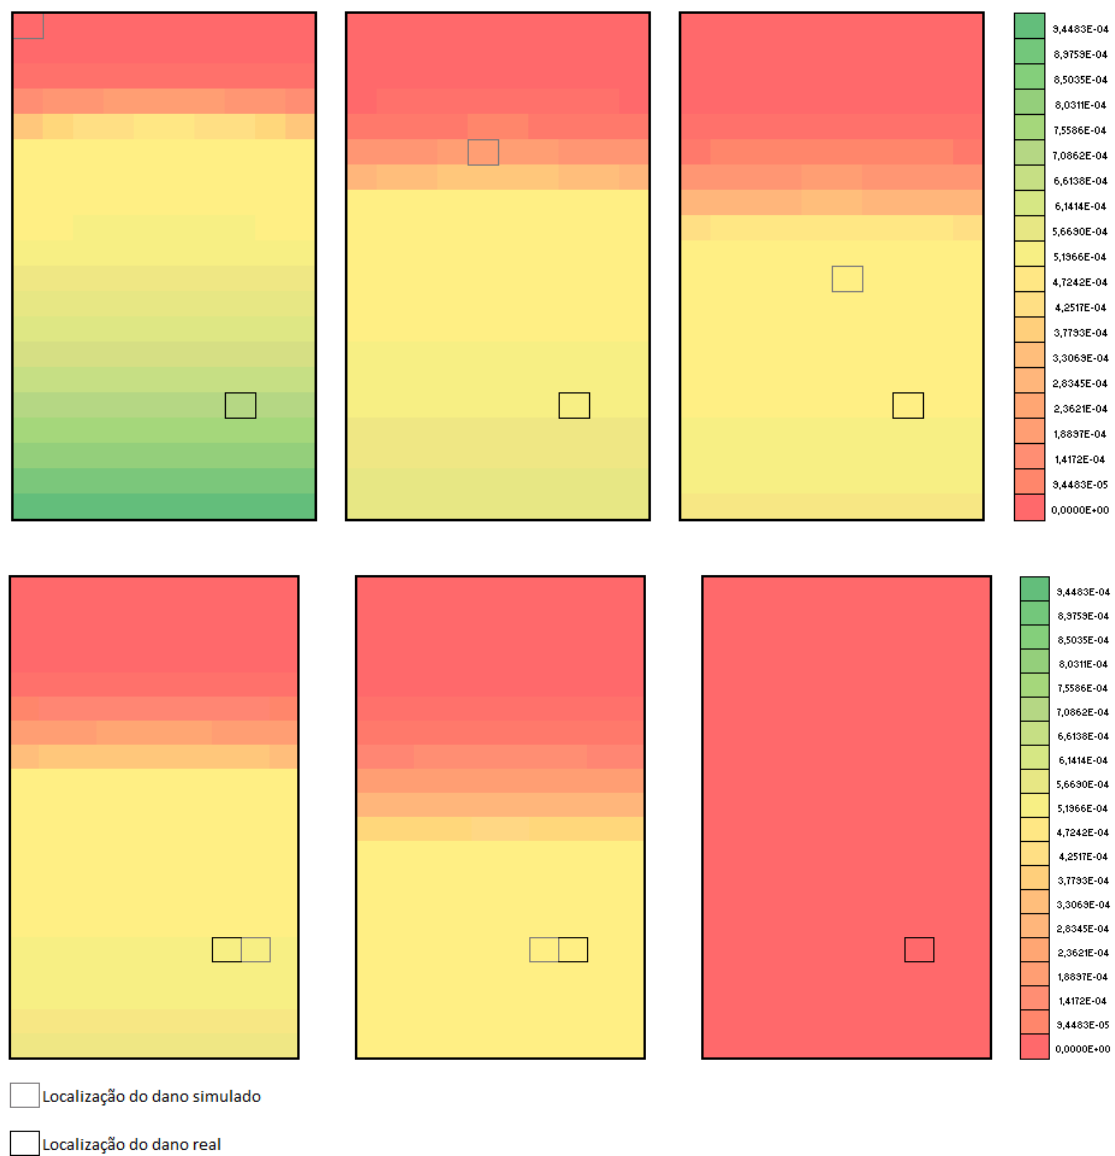 9,4483E-04
8,9759E-04
8,5035E-04
8,0311E-04
7,5586E-04
7,0862E-04
6,6138E-04
6,1414E-04
5,6690E-04
5,1966E-04
4,7242E-04
4,2517E-04
3,7793E-04
3,3069E-04
2,8345E-04
2,3621E-04
1,8897E-04
1,4172E-04
9,4483E-05
0,0000E+00
9,4483E-04
8,9759E-04
8,5035E-04
8,0311E-04
7,5586E-04
7,0862E-04
6,6138E-04
6,1414E-04
5,6690E-04
5,1966E-04
4,7242E-04
4,2517E-04
3,7793E-04
3,3069E-04
2,8345E-04
2,3621E-04
1,8897E-04
1,4172E-04
9,4483E-05
0,0000E+00
Localização do dano simulado
Localização do dano real